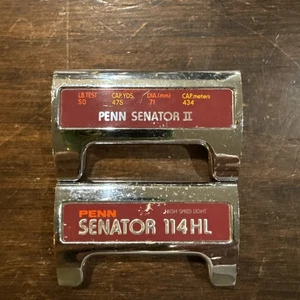 LB.TEST CAP.YDS. DIA.(mm) CAP.meters
50 475 .71 434
PENN SENATOR II
PENN HIGH SPEED LIGHT
SENATOR 114HL